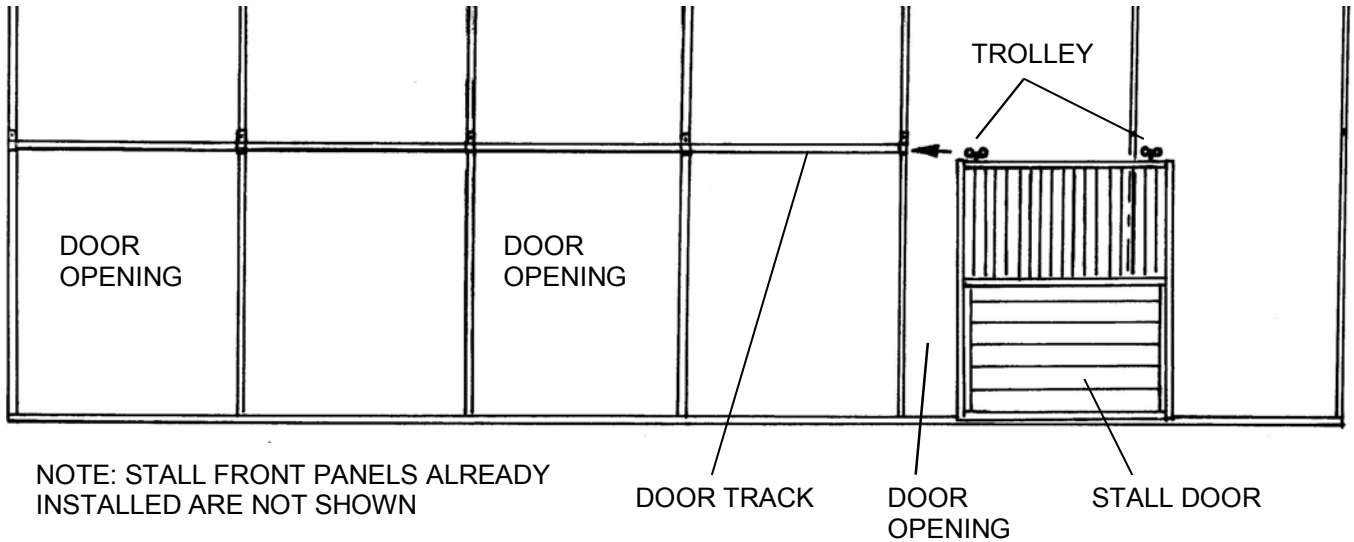 TROLLEY
DOOR
OPENING
DOOR
OPENING
NOTE: STALL FRONT PANELS ALREADY
INSTALLED ARE NOT SHOWN
DOOR TRACK
DOOR
OPENING
STALL DOOR